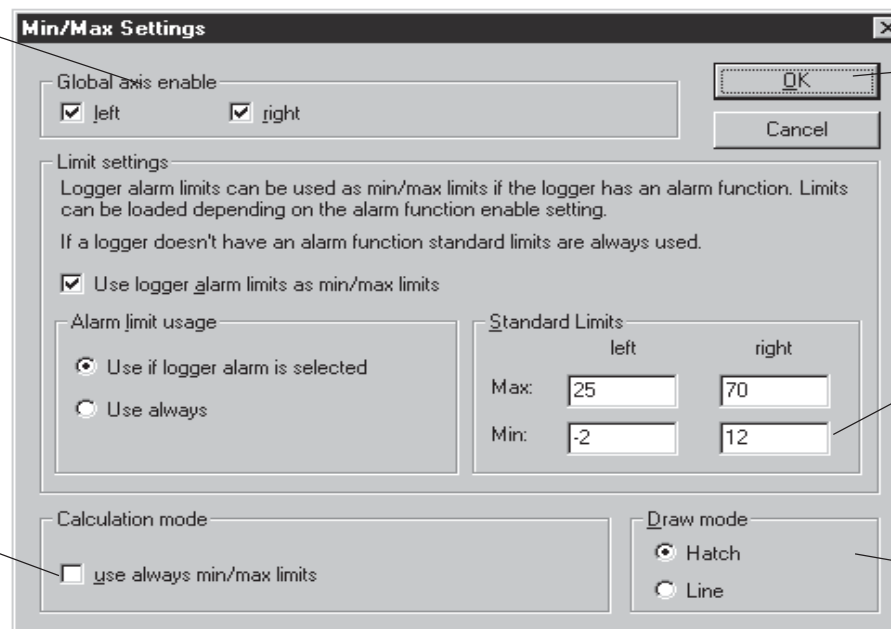 Min/Max Settings
Global axis enable
left right
OK
Cancel
Limit settings
Logger alarm limits can be used as min/max limits if the logger has an alarm function. Limits
can be loaded depending on the alarm function enable setting.
If a logger doesn't have an alarm function standard limits are always used.
Use logger alarm limits as min/max limits
Alarm limit usage
Use if logger alarm is selected
Use always
Standard Limits
left right
Max: 25 70
Min: -2 12
Calculation mode
use always min/max limits
Draw mode
Hatch
Line